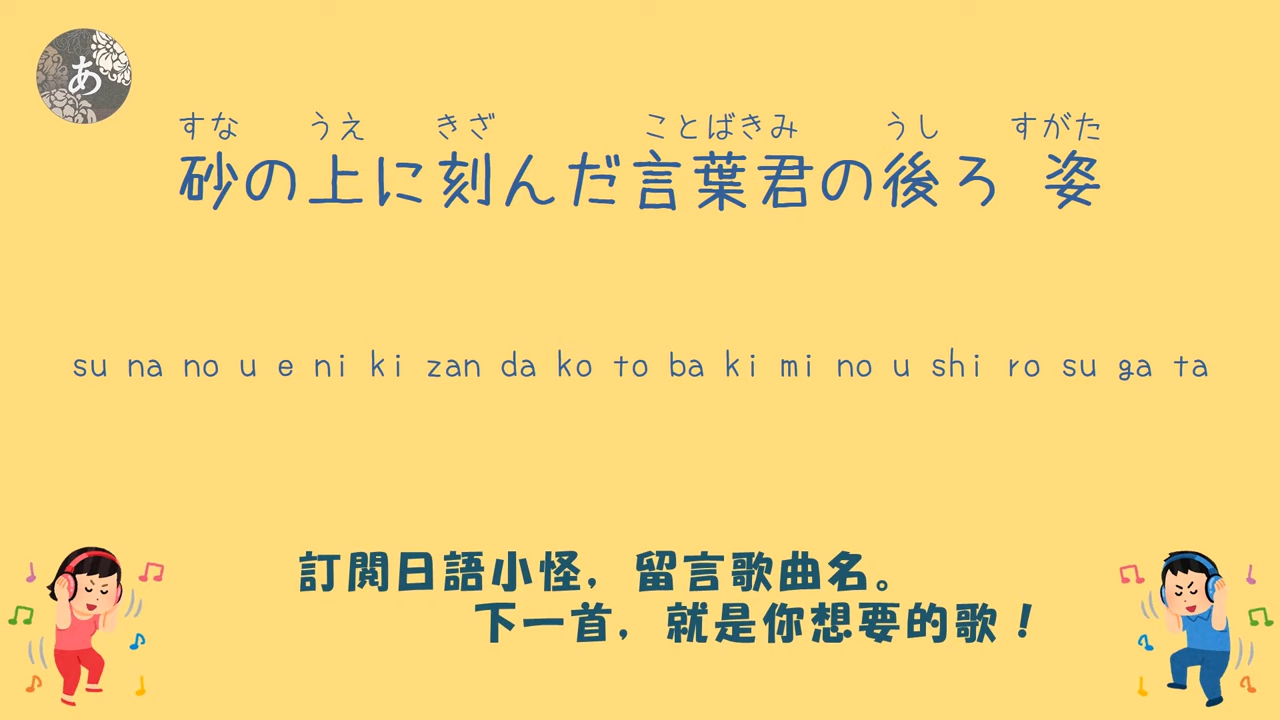 あ
すな うえ きざ ことばきみ うし すがた
砂の上に刻んだ言葉君の後ろ 姿
su na no u e ni ki zan da ko to ba ki mi no u shi ro su ga ta
訂閱日語小怪，留言歌曲名。
下一首，就是你想要的歌！